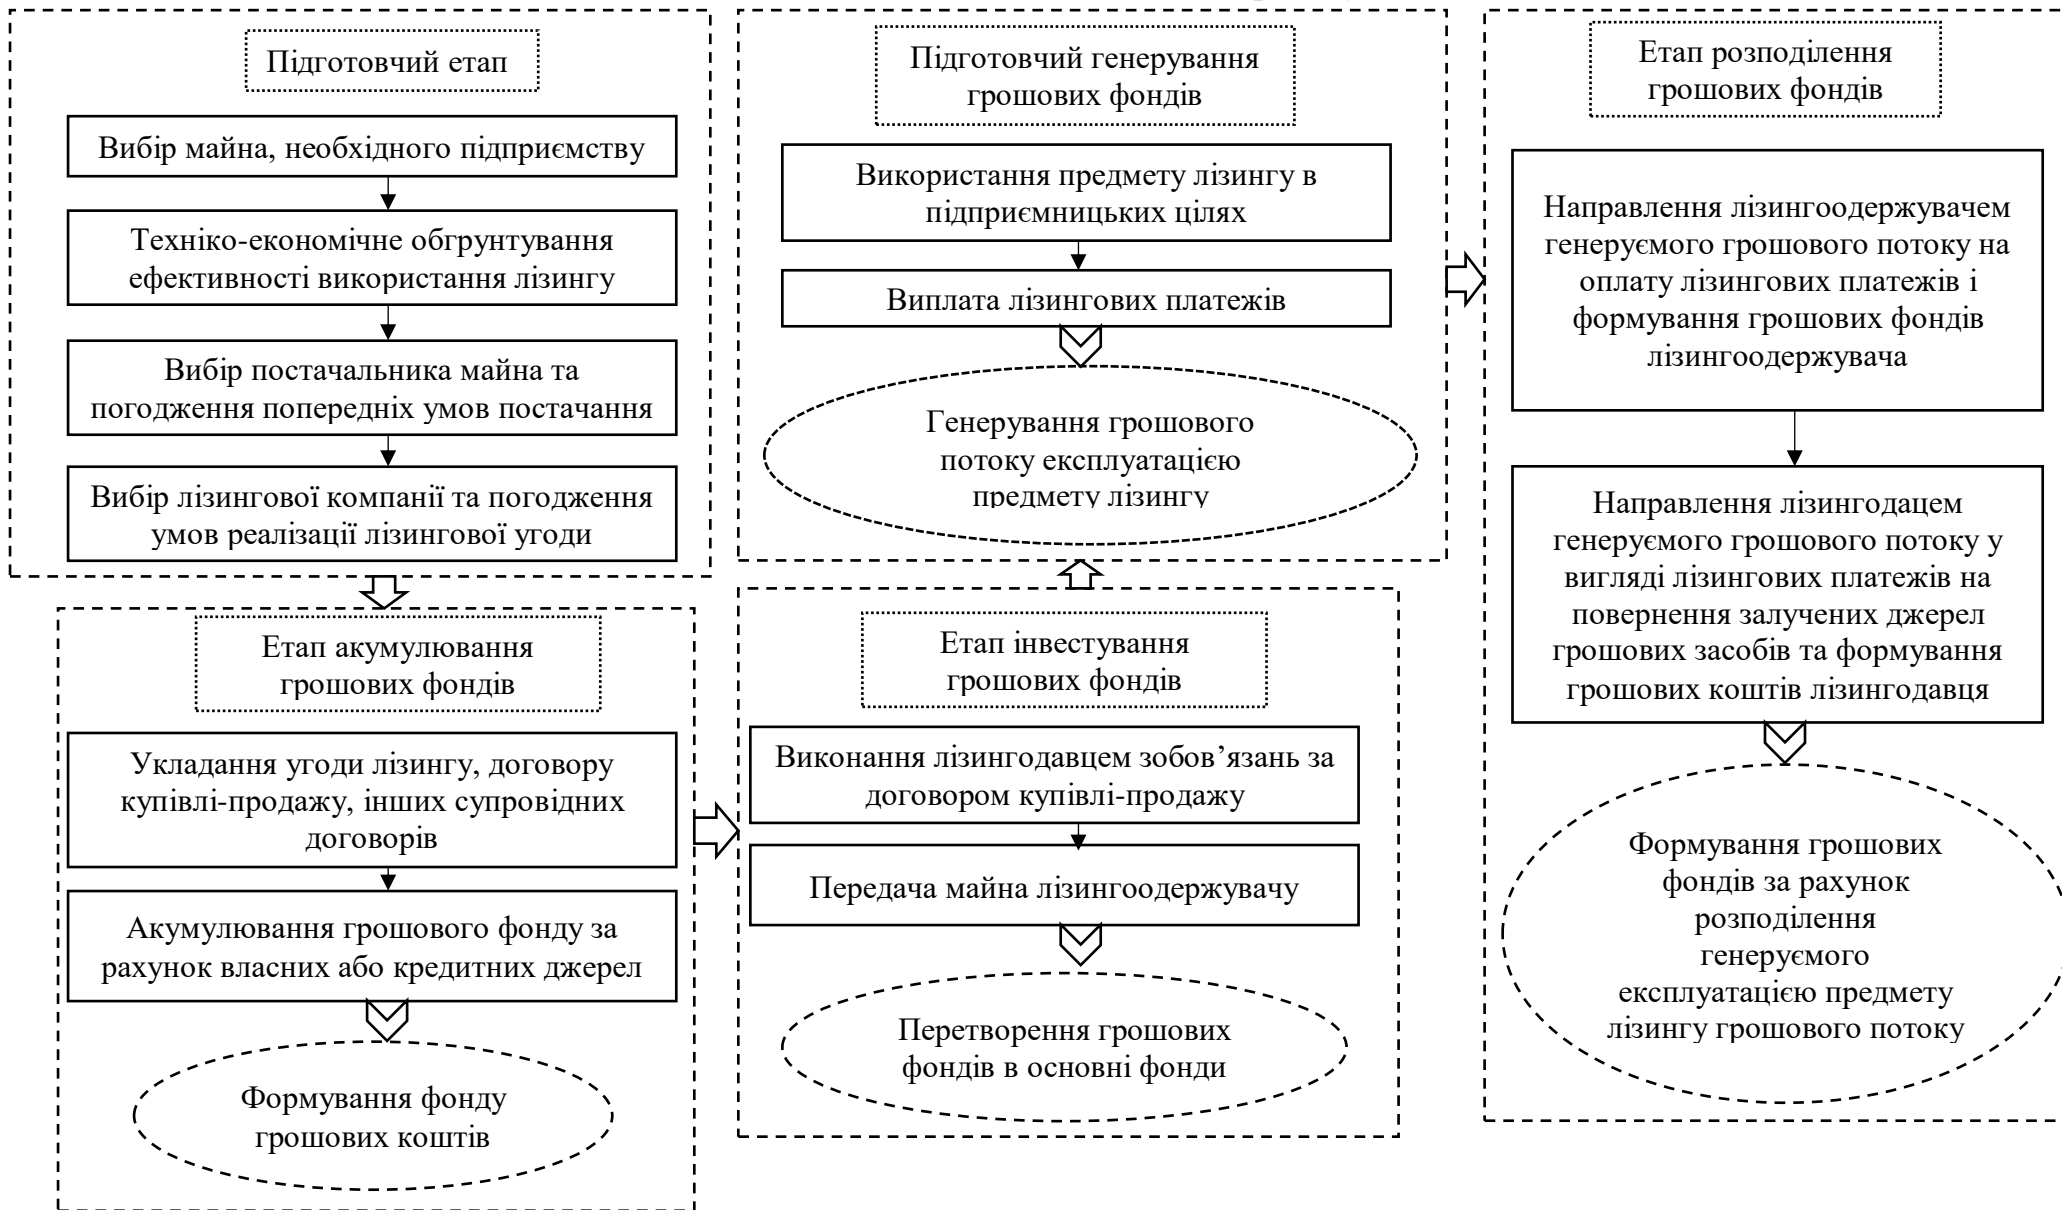 Підготовчий етап
Вибір майна, необхідного підприємству
Техніко-економічне обгрунтування
ефективності використання лізингу
Вибір постачальника майна та
погодження попередніх умов постачання
Вибір лізингової компанії та погодження
умов реалізації лізингової угоди
Етап акумулювання
грошових фондів
Укладання угоди лізингу, договору
купівлі-продажу, інших супровідних
договорів
Акумулювання грошового фонду за
рахунок власних або кредитних джерел
Формування фонду
грошових коштів
Етап інвестування
грошових фондів
Виконання лізингодавцем зобов’язань за
договором купівлі-продажу
Передача майна лізингоодержувачу
Перетворення грошових
фондів в основні фонди
Підготовчий генерування
грошових фондів
Використання предмету лізингу в
підприємницьких цілях
Виплата лізингових платежів
Генерування грошового
потоку експлуатацією
предмету лізингу
Етап розподілення
грошових фондів
Направлення лізингоодержувачем
генеруємого грошового потоку на
оплату лізингових платежів і
формування грошових фондів
лізингоодержувача
Направлення лізингодацем
генеруємого грошового потоку у
вигляді лізингових платежів на
повернення залучених джерел
грошових засобів та формування
грошових коштів лізингодавця
Формування грошових
фондів за рахунок
розподілення
генеруємого
експлуатацією предмету
лізингу грошового потоку